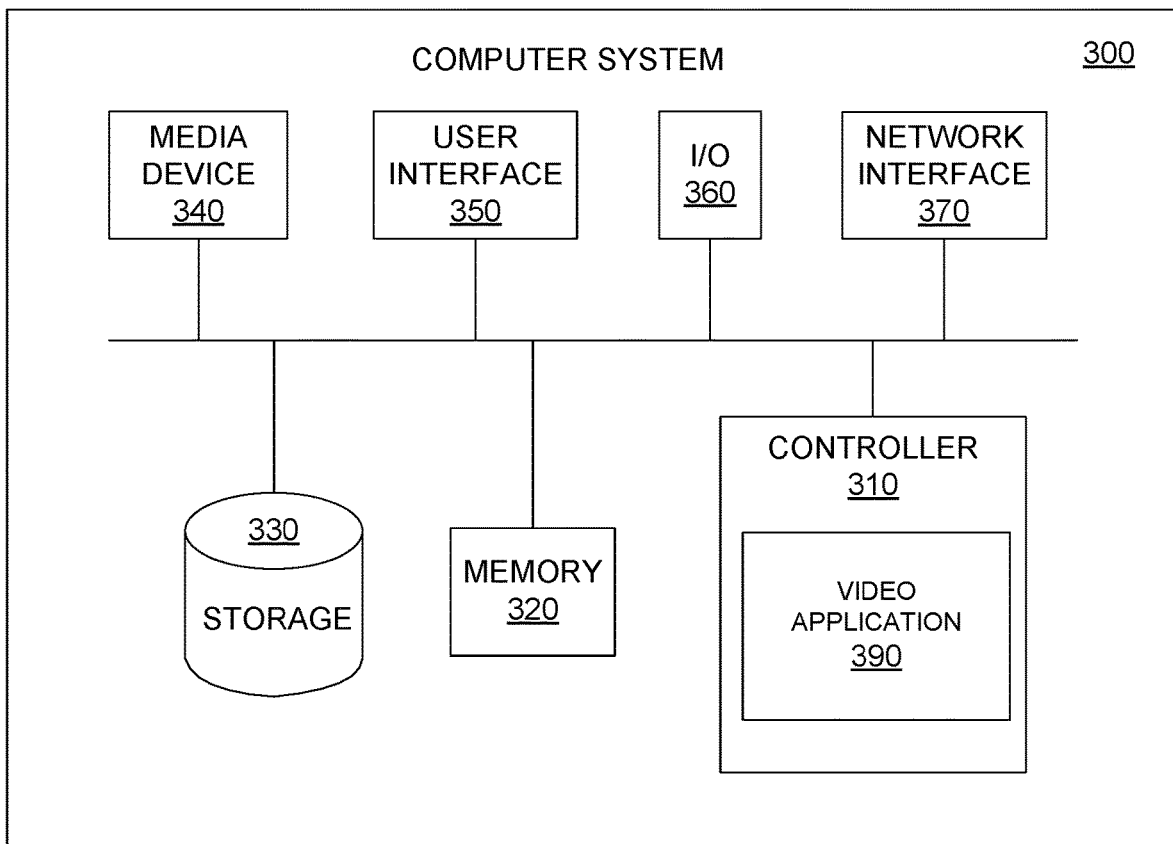 COMPUTER SYSTEM
300
MEDIA
DEVICE
340
USER
INTERFACE
350
I/O
360
NETWORK
INTERFACE
370
330
STORAGE
MEMORY
320
CONTROLLER
310
VIDEO
APPLICATION
390